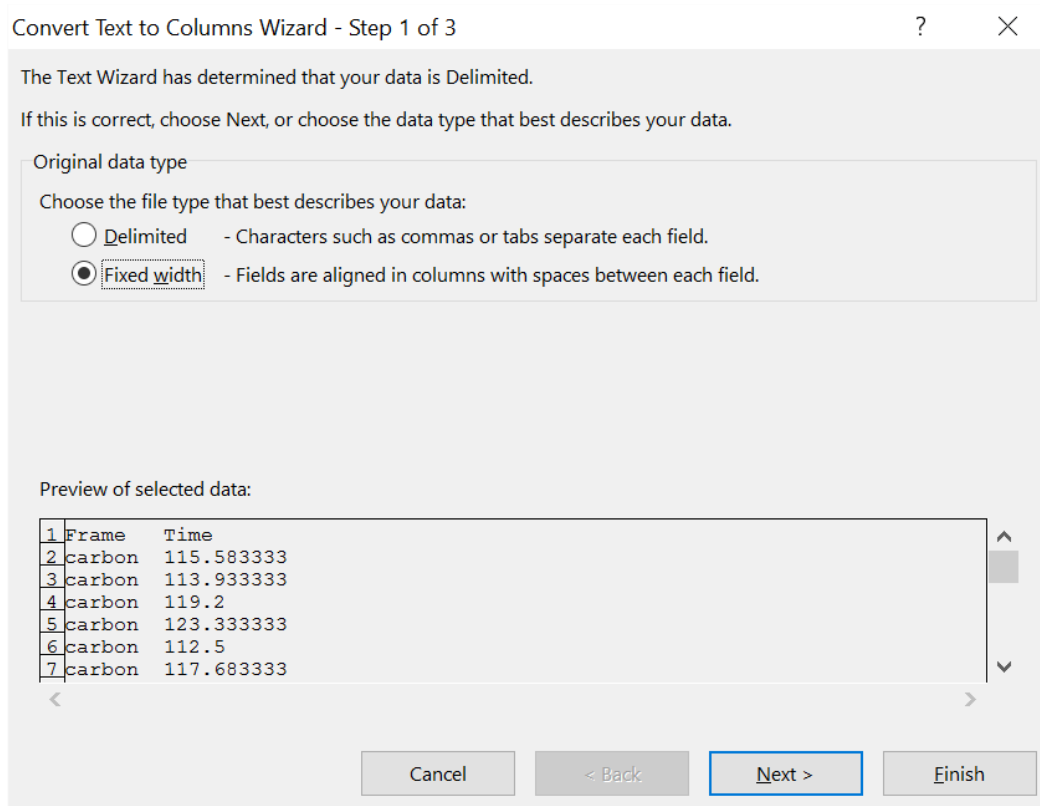 Convert Text to Columns Wizard - Step 1 of 3 ?
The Text Wizard has determined that your data is Delimited.
If this is correct, choose Next, or choose the data type that best describes your data.
Original data type
Choose the file type that best describes your data:
Delimited - Characters such as commas or tabs separate each field.
Fixed width - Fields are aligned in columns with spaces between each field.
Preview of selected data:
1 Frame Time
2 carbon 115.583333
3 carbon 113.933333
4 carbon 119.2
5 carbon 123.333333
6 carbon 112.5
7 carbon 117.683333
Cancel < Back Next > Finish